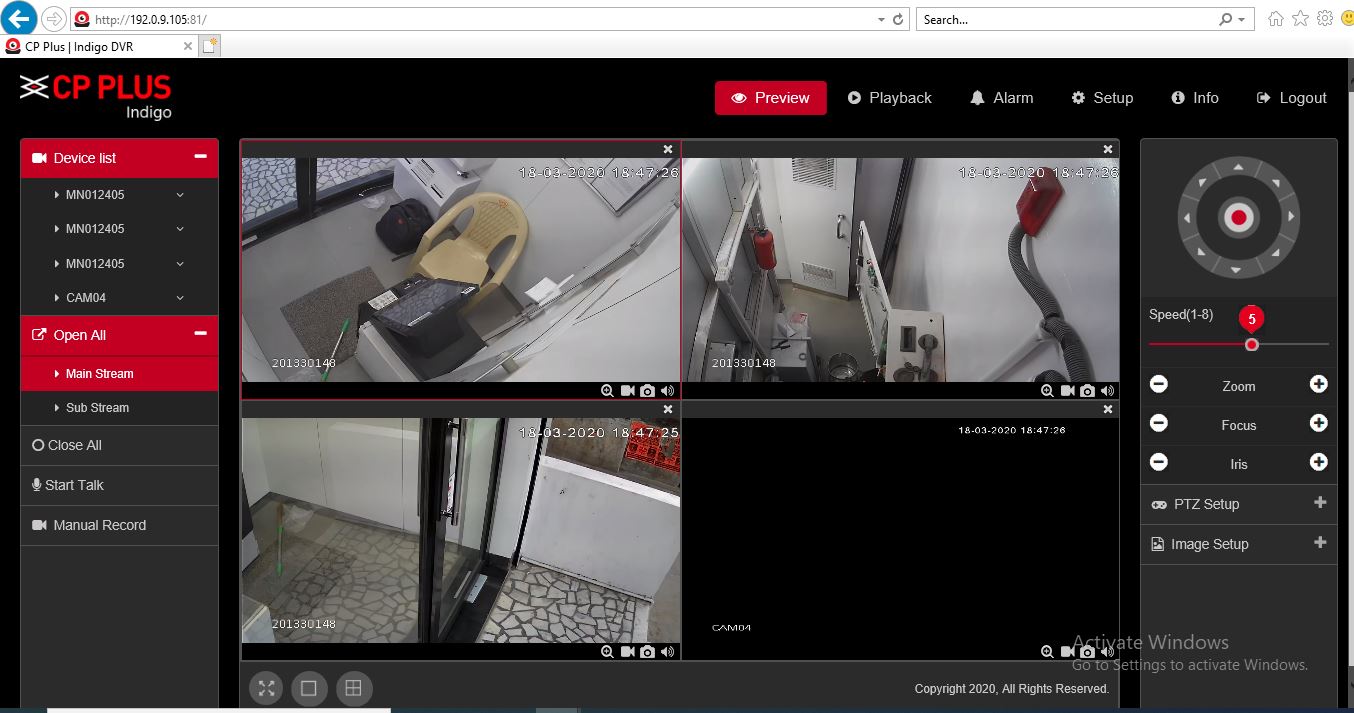 http://192.0.9.105:81/
Search...
CP Plus | Indigo DVR
CP PLUS
Indigo
Preview
Playback
Alarm
Setup
Info
Logout
Device list
MN012405
MN012405
MN012405
CAM04
Open All
Main Stream
Sub Stream
Close All
Start Talk
Manual Record
18-03-2020 18:47:26
201330148
18-03-2020 18:47:26
201330148
18-03-2020 18:47:25
201330148
18-03-2020 18:47:26
CAM04
Speed(1-8)
5
Zoom
Focus
Iris
PTZ Setup
Image Setup
Activate Windows
Go to Settings to activate Windows.
Copyright 2020, All Rights Reserved.